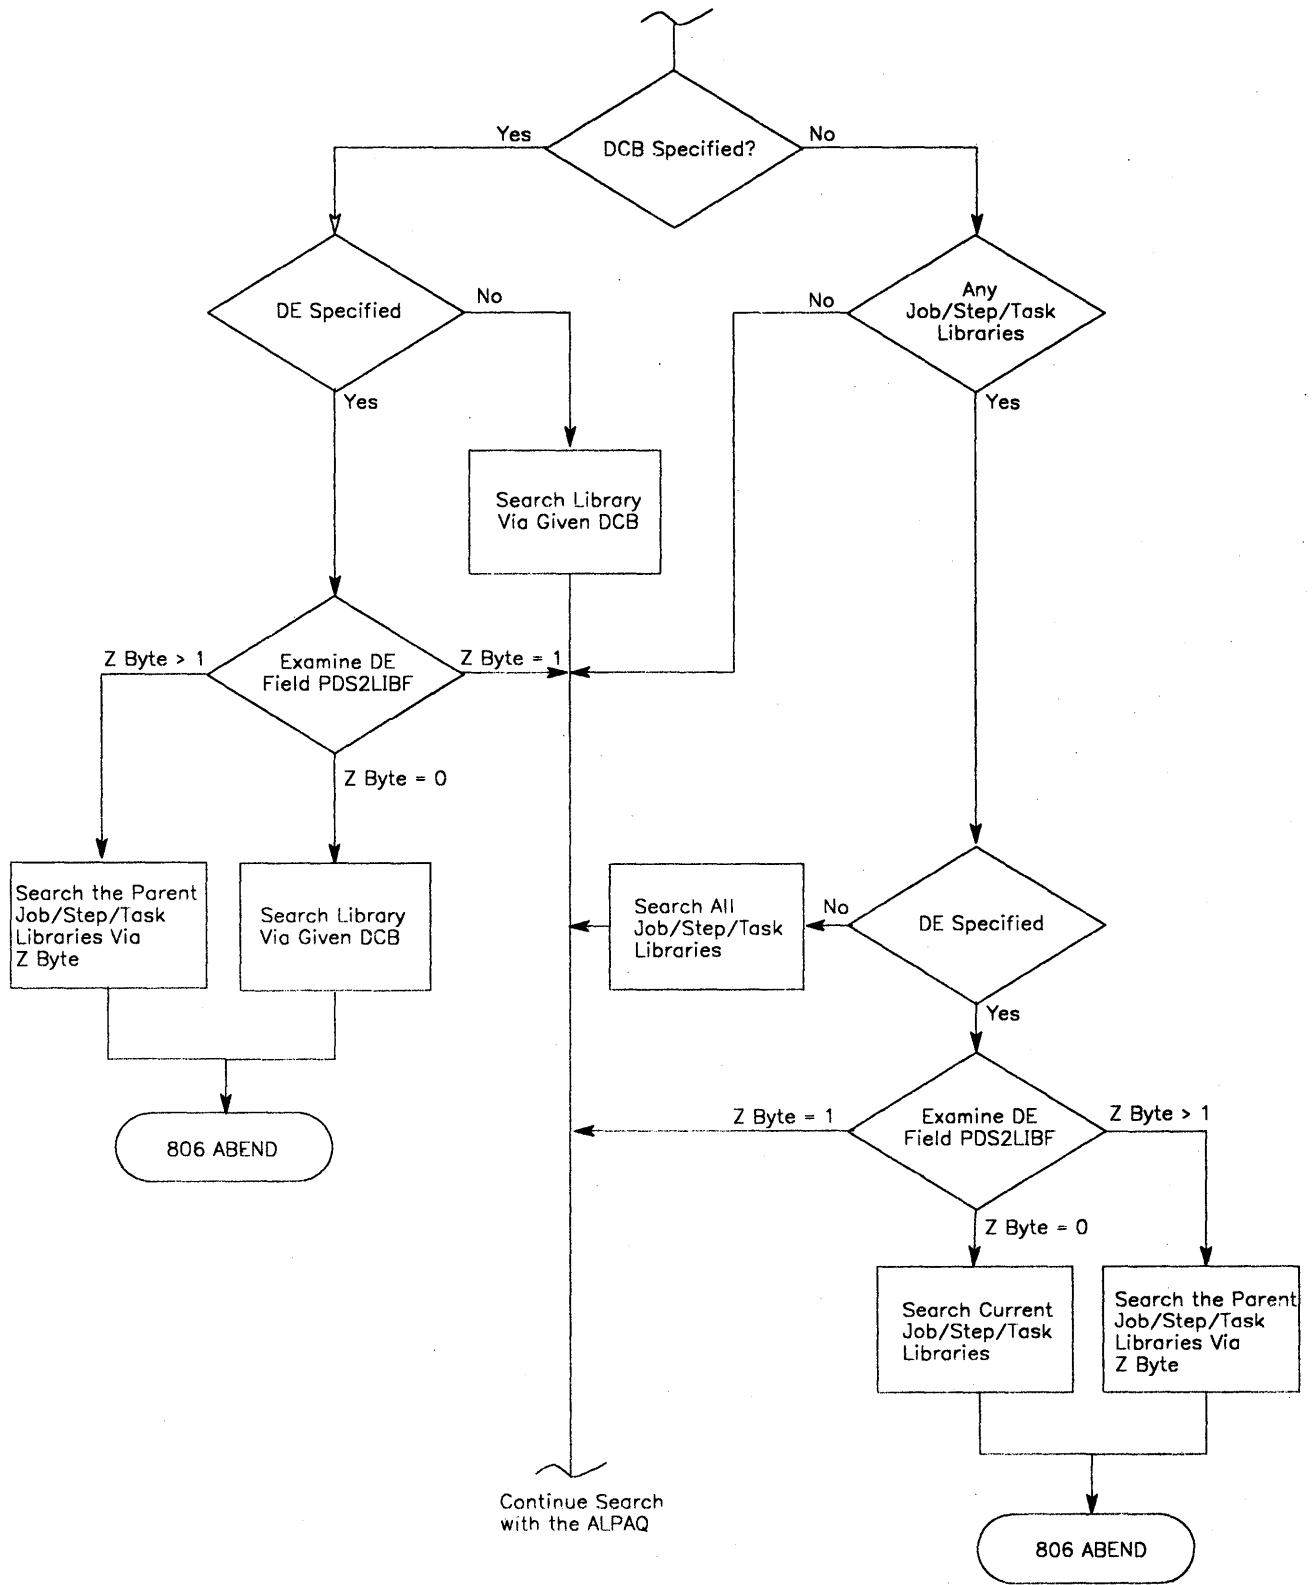 Yes
DCB Specified?
No
DE Specified
No
Yes
No
Any
Job/Step/Task
Libraries
Yes
Search Library
Via Given DCB
Z Byte > 1
Examine DE
Field PDS2LIBF
Z Byte = 1
Z Byte = 0
Search the Parent
Job/Step/Task
Libraries Via
Z Byte
Search Library
Via Given DCB
Search All
Job/Step/Task
Libraries
No
DE Specified
Yes
806 ABEND
Z Byte = 1
Examine DE
Field PDS2LIBF
Z Byte > 1
Z Byte = 0
Search Current
Job/Step/Task
Libraries
Search the Parent
Job/Step/Task
Libraries Via
Z Byte
Continue Search
with the ALPAQ
806 ABEND